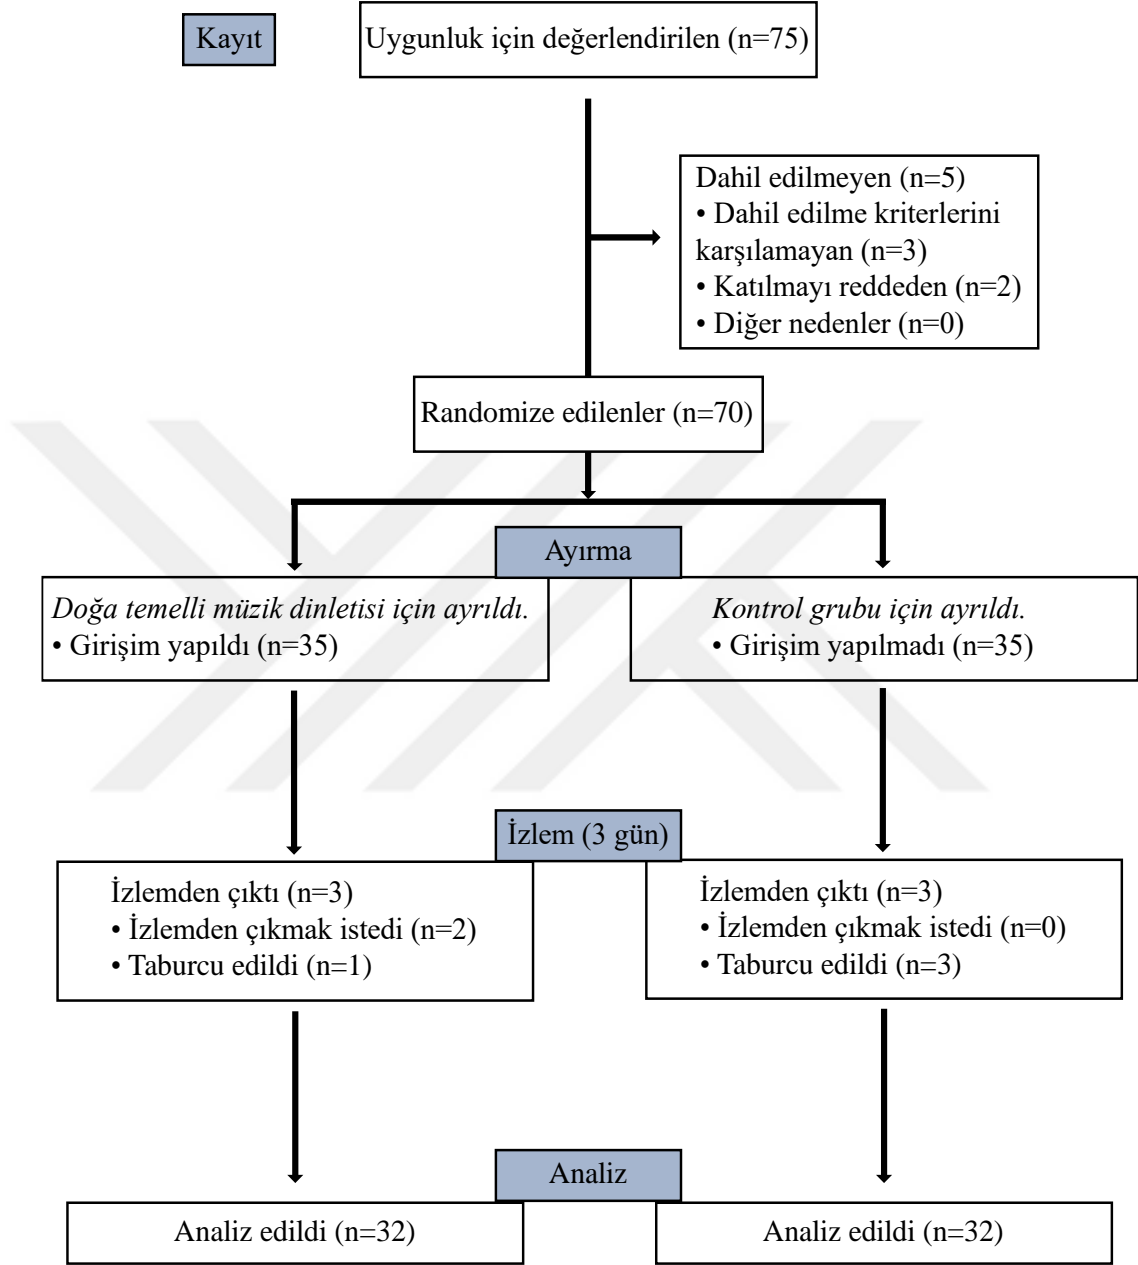 Kayıt
Uygunluk için değerlendirilen (n=75)
Dahil edilmeyen (n=5)
• Dahil edilme kriterlerini
karşılamayan (n=3)
• Katılmayı reddeden (n=2)
• Diğer nedenler (n=0)
Randomize edilenler (n=70)
Ayırma
Doğa temelli müzik dinletisi için ayrıldı.
• Girişim yapıldı (n=35)
Kontrol grubu için ayrıldı.
• Girişim yapılmadı (n=35)
İzlem (3 gün)
İzlemden çıktı (n=3)
• İzlemden çıkmak istedi (n=2)
• Taburcu edildi (n=1)
İzlemden çıktı (n=3)
• İzlemden çıkmak istedi (n=0)
• Taburcu edildi (n=3)
Analiz
Analiz edildi (n=32)
Analiz edildi (n=32)